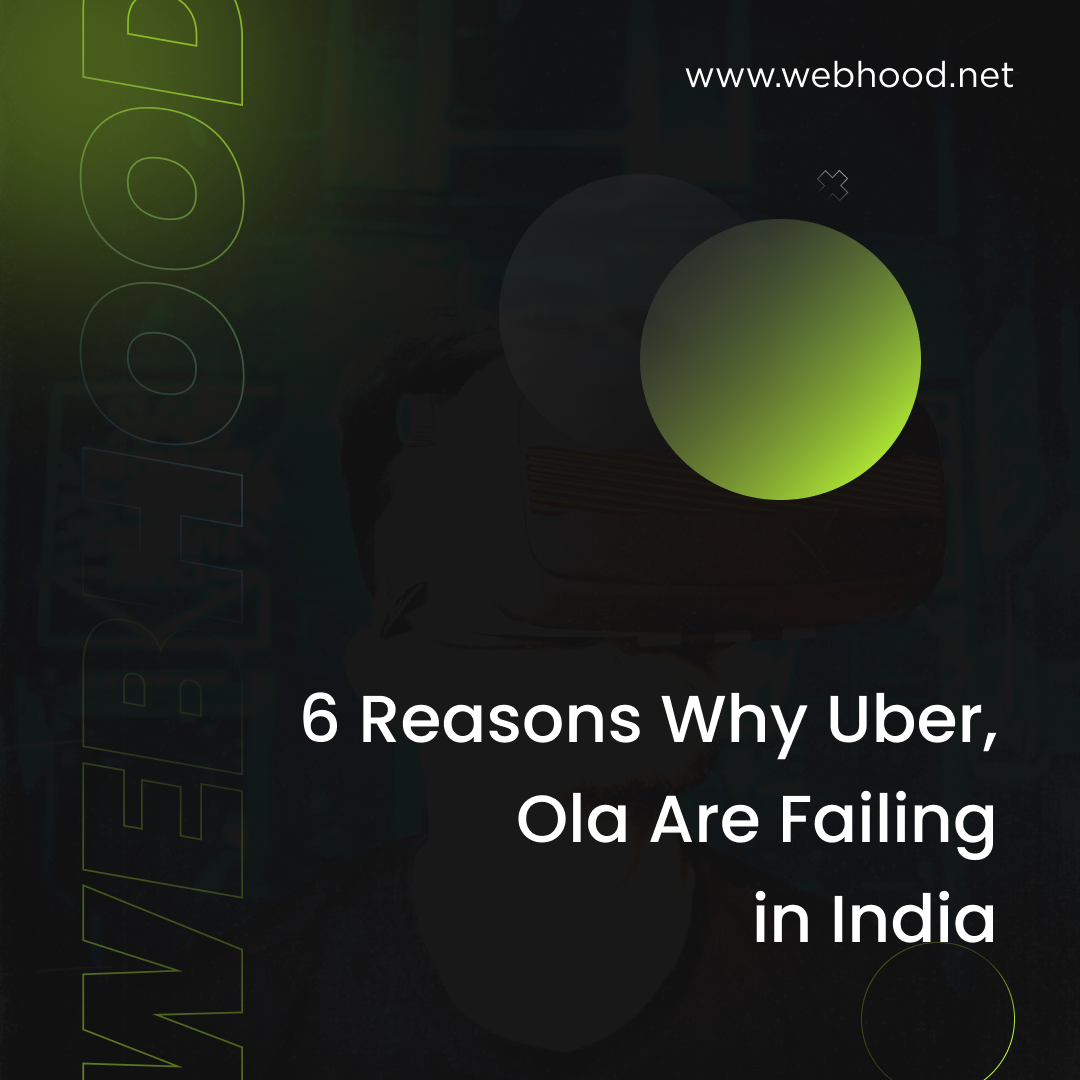 www.webhood.net
WEBHOOD
6 Reasons Why Uber,
Ola Are Failing
in India